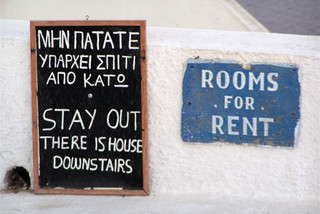 ΜΗΝ ΠΑΤΑΤΕ
ΥΠΑΡΧΕΙ ΣΠΙΤΙ
ΑΠΟ ΚΑΤΩ
STAY OUT
THERE IS HOUSE
DOWNSTAIRS
ROOMS
· FOR ·
RENT